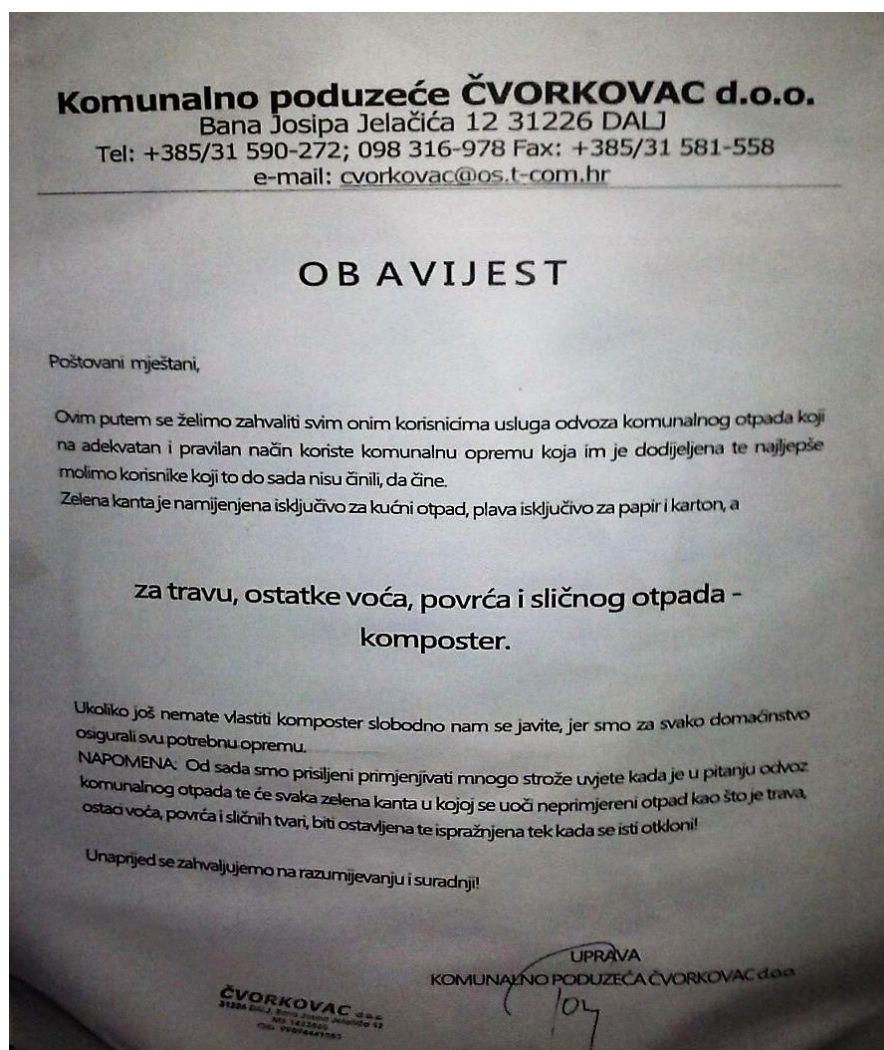 Komunalno poduzeće ČVORKOVAC d.o.o.
Bana Josipa Jelačića 12 31226 DALJ
Tel: +385/31 590-272; 098 316-978 Fax: +385/31 581-558
e-mail: cvorkovac@os.t-com.hr
OBAVIJEST
Poštovani mještani,
Ovim putem se želimo zahvaliti svim onim korisnicima usluga odvoza komunalnog otpada koji
na adekvatan i pravilan način koriste komunalnu opremu koja im je dodijeljena te najljepše
molimo korisnike koji to do sada nisu činili, da čine.
Zelena kanta je namijenjena isključivo za kućni otpad, plava isključivo za papir i karton, a
za travu, ostatke voća, povrća i sličnog otpada -
komposter.
Ukoliko još nemate vlastiti komposter slobodno nam se javite, jer smo za svako domaćinstvo
osigurali svu potrebnu opremu.
NAPOMENA: Od sada smo prisiljeni primjenjivati mnogo strože uvjete kada je u pitanju odvoz
komunalnog otpada te će svaka zelena kanta u kojoj se uoči neprimjereni otpad kao što je trava,
ostaci voća, povrća i sličnih tvari, biti ostavljena te ispražnjena tek kada se isti otkloni!
Unaprijed se zahvaljujemo na razumijevanju i suradnji!
UPRAVA
KOMUNALNO PODUZEĆA ČVORKOVAC d.o.o.
ČVORKOVAC d.o.o.
31226 DALJ, Bana Josipa Jelačića 12